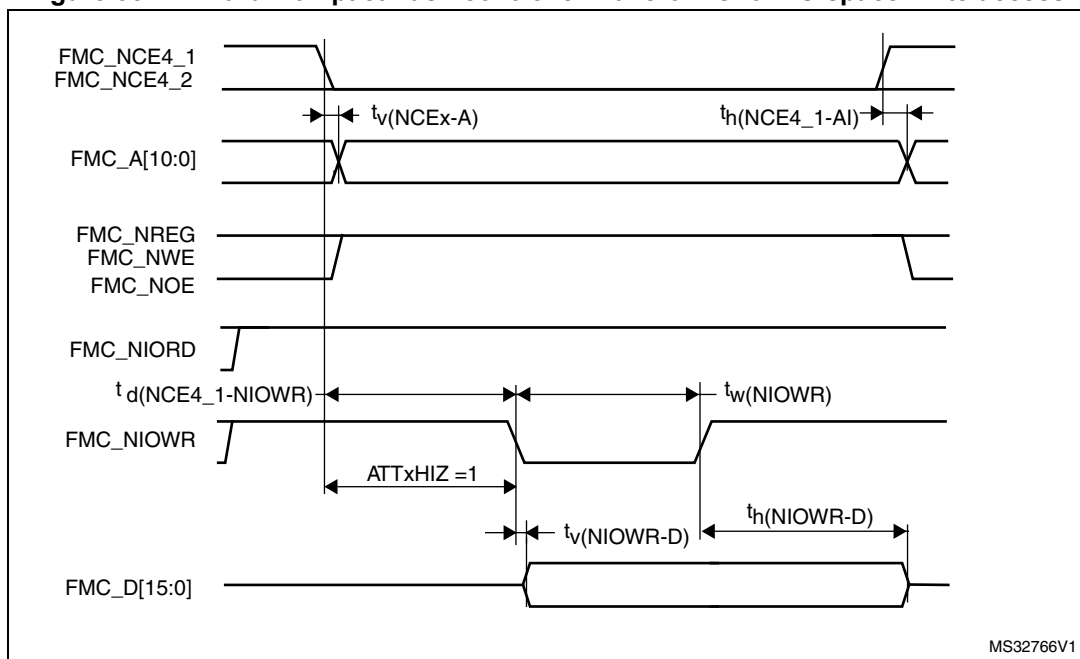 FMC_NCE4_1
FMC_NCE4_2
tv(NCEx-A)
th(NCE4_1-AI)
FMC_A[10:0]
FMC_NREG
FMC_NWE
FMC_NOE
FMC_NIORD
td(NCE4_1-NIOWR)
tw(NIOWR)
FMC_NIOWR
ATTxHIZ =1
th(NIOWR-D)
tv(NIOWR-D)
FMC_D[15:0]
MS32766V1